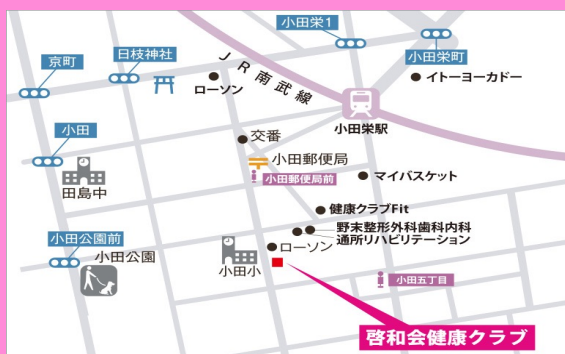 小田栄1
小田栄町
京町
日枝神社
ローソン
JR南武線
イトーヨーカドー
小田栄駅
小田
交番
小田郵便局
小田郵便局前
マイバスケット
田島中
健康クラブFit
野末整形外科歯科内科
通所リハビリテーション
小田公園前
小田公園
小田小
ローソン
小田五丁目
啓和会健康クラブ